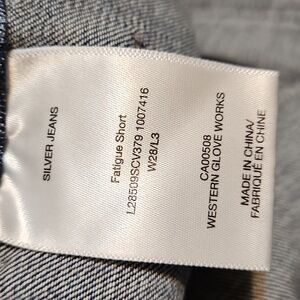 SILVER JEANS
Fatigue Short
L28509SCV379 1007416
W28/L3
CA00508
WESTERN GLOVE WORKS
MADE IN CHINA/
FABRIQUÉ EN CHINE